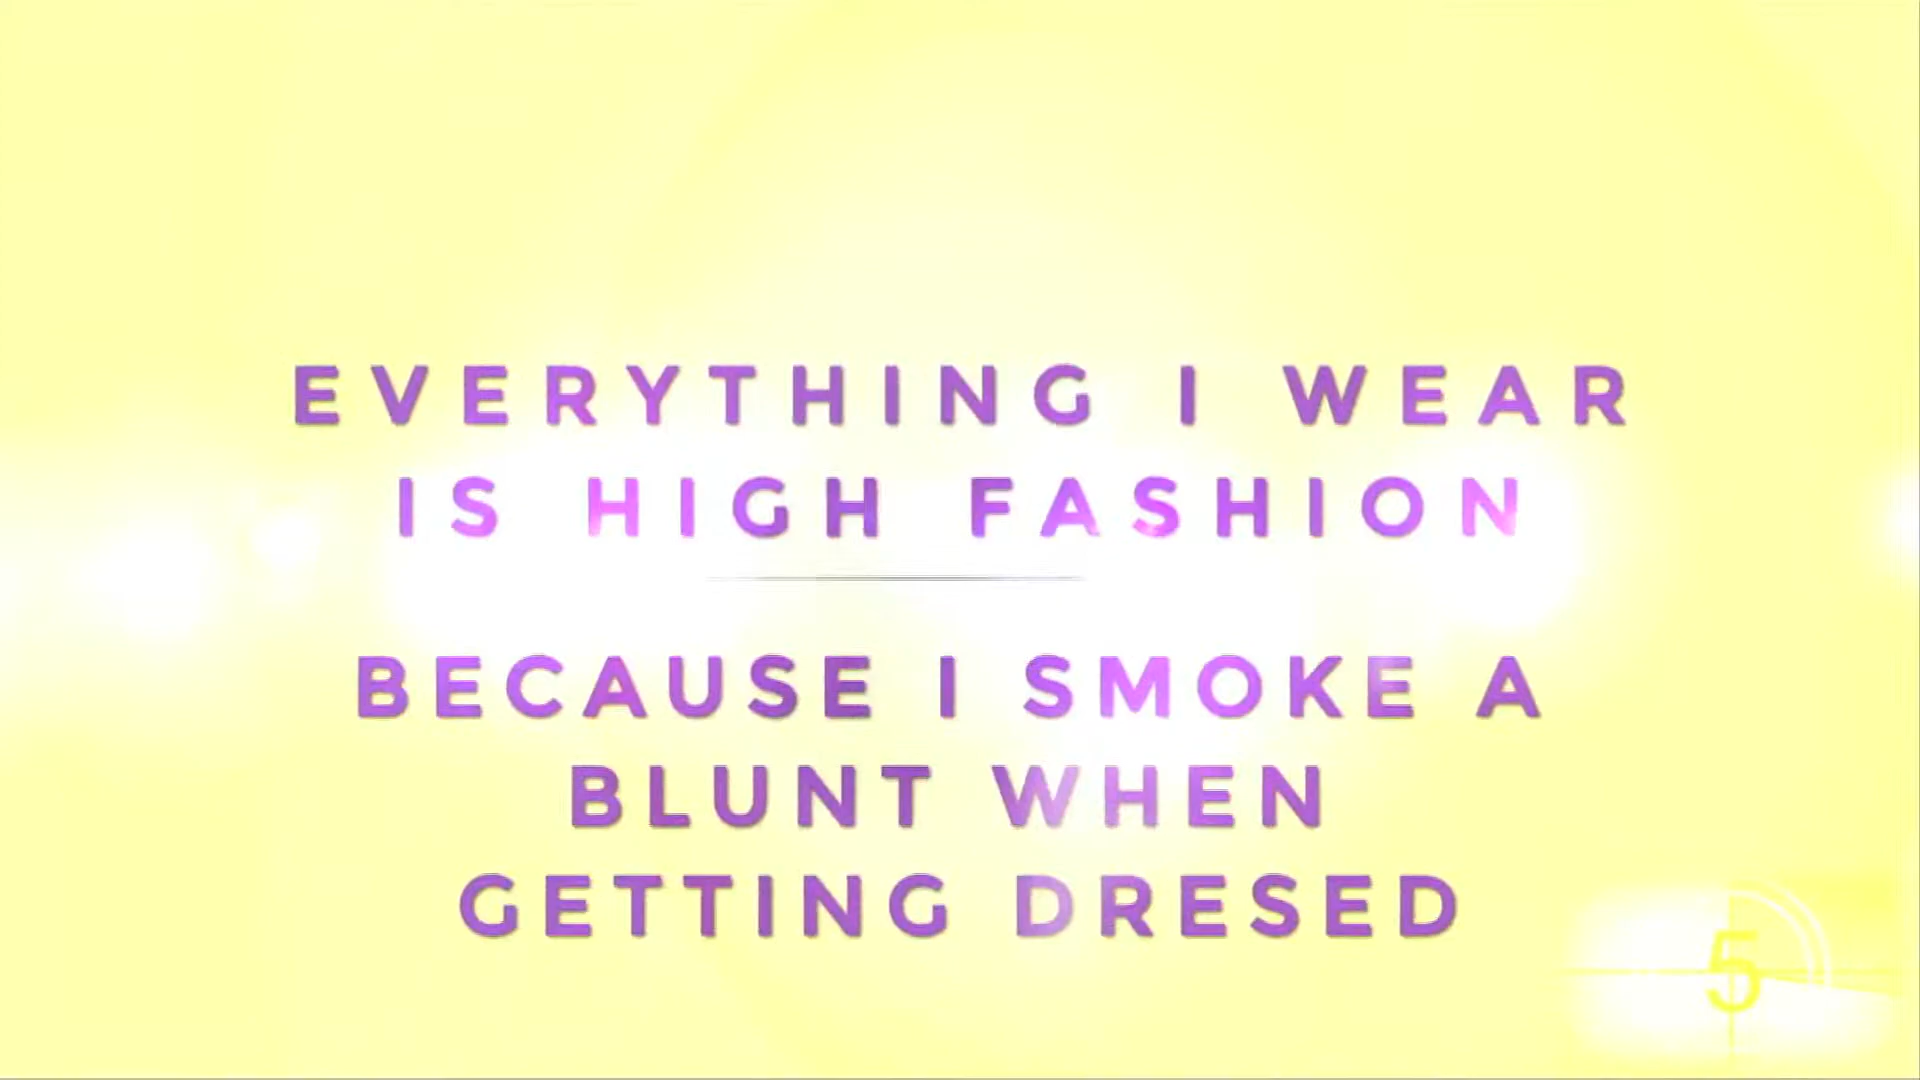 EVERYTHING I WEAR
IS HIGH FASHION
BECAUSE I SMOKE A
BLUNT WHEN
GETTING DRESED
5